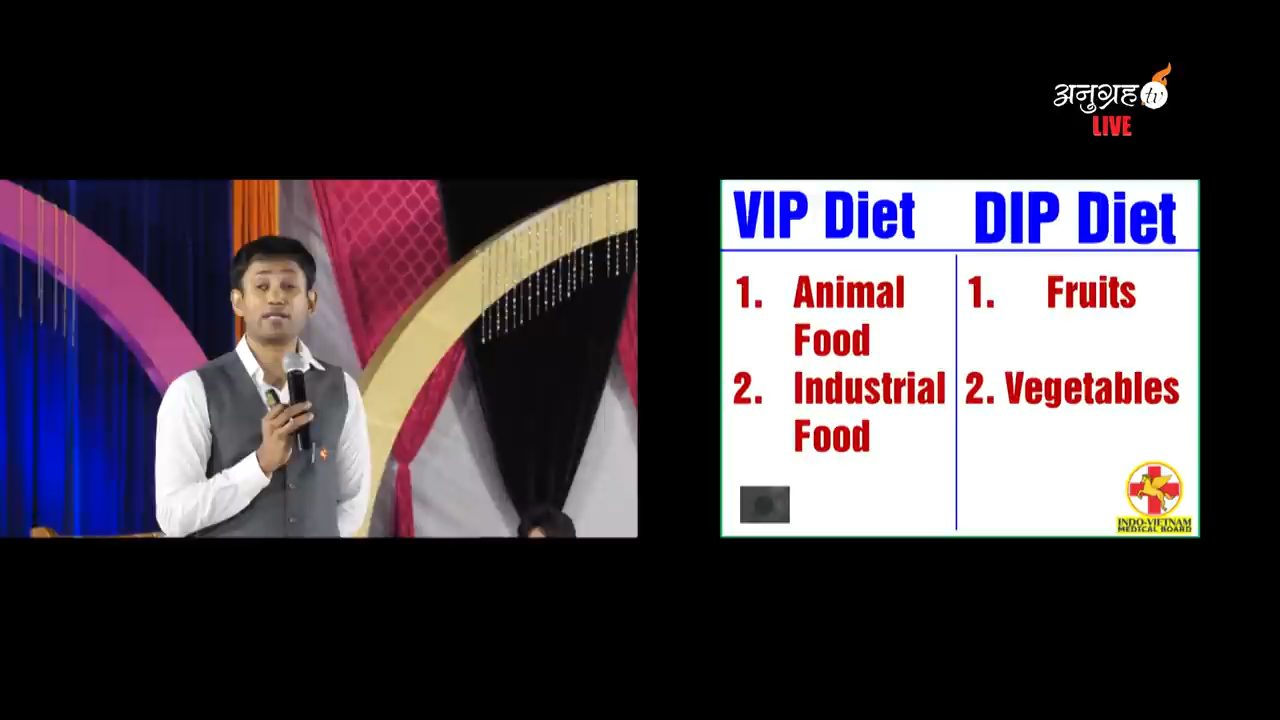 अनुग्रह tv
LIVE
VIP Diet
DIP Diet
1. Animal Food
2. Industrial Food
1. Fruits
2. Vegetables
INDO-VIETNAM
MEDICAL BOARD